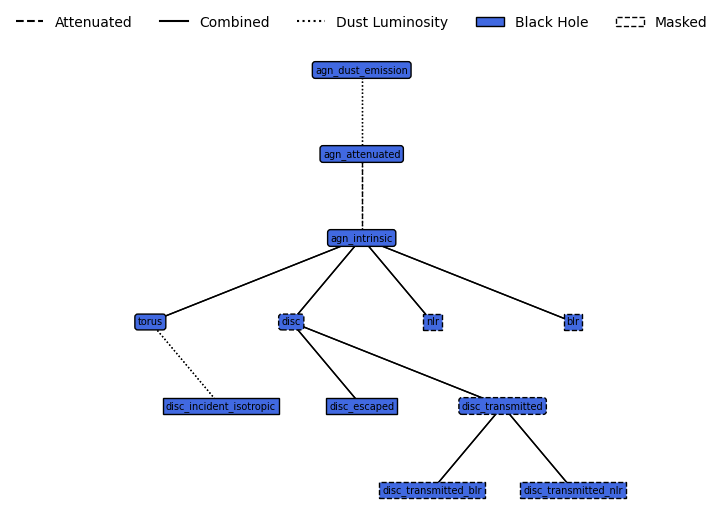 Attenuated Combined Dust Luminosity Black Hole Masked
agn_dust_emission
agn_attenuated
agn_intrinsic
torus disc nlr blr
disc_incident_isotropic disc_escaped disc_transmitted
disc_transmitted_blr disc_transmitted_nlr